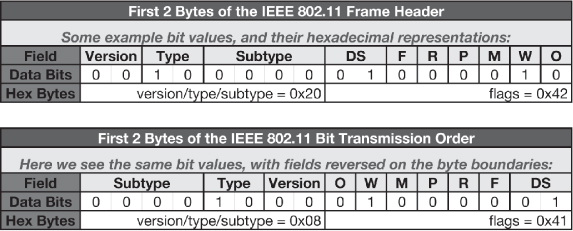 First 2 Bytes of the IEEE 802.11 Frame Header
Some example bit values, and their hexadecimal representations:
Field Version Type Subtype DS F R P M W O
Data Bits 0 0 1 0 0 0 0 0 0 1 0 0 0 0 1 0
Hex Bytes version/type/subtype = 0x20 flags = 0x42
First 2 Bytes of the IEEE 802.11 Bit Transmission Order
Here we see the same bit values, with fields reversed on the byte boundaries:
Field Subtype Type Version O W M P R F DS
Data Bits 0 0 0 0 1 0 0 0 0 1 0 0 0 0 0 1
Hex Bytes version/type/subtype = 0x08 flags = 0x41